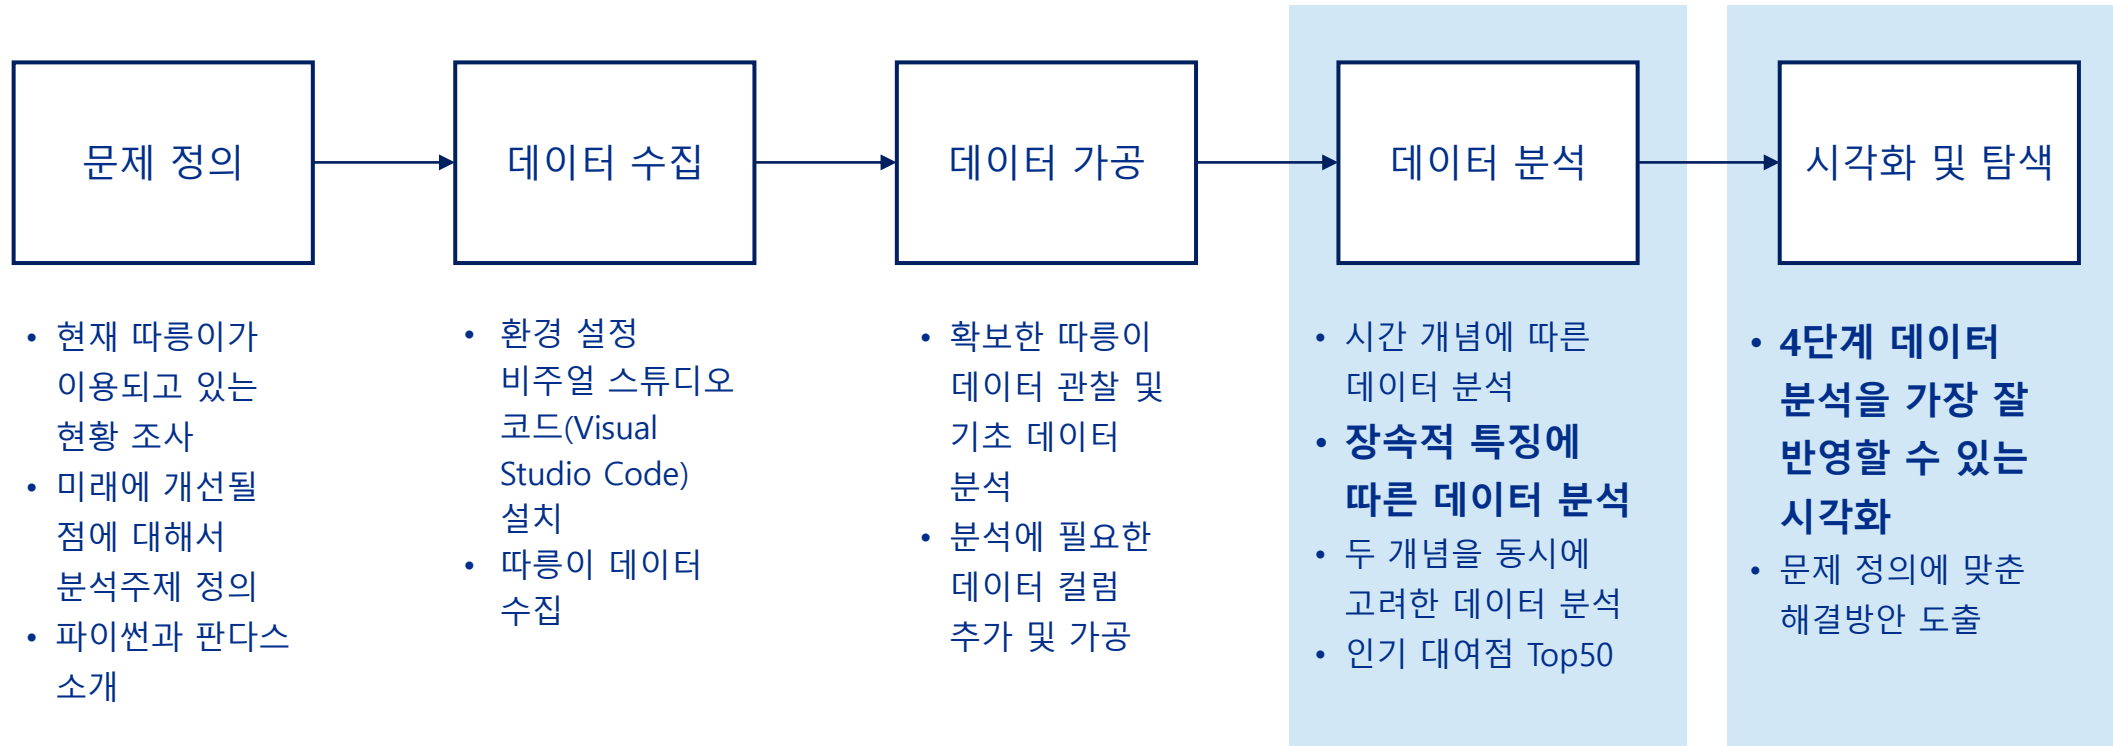 문제 정의
데이터 수집
데이터 가공
데이터 분석
시각화 및 탐색
• 현재 따릉이가
이용되고 있는
현황 조사
• 미래에 개선될
점에 대해서
분석주제 정의
• 파이썬과 판다스
소개
• 환경 설정
비주얼 스튜디오
코드(Visual
Studio Code)
설치
• 따릉이 데이터
수집
• 확보한 따릉이
데이터 관찰 및
기초 데이터
분석
• 분석에 필요한
데이터 컬럼
추가 및 가공
• 시간 개념에 따른
데이터 분석
• 장속적 특징에
따른 데이터 분석
• 두 개념을 동시에
고려한 데이터 분석
• 인기 대여점 Top50
• 4단계 데이터
분석을 가장 잘
반영할 수 있는
시각화
• 문제 정의에 맞춘
해결방안 도출